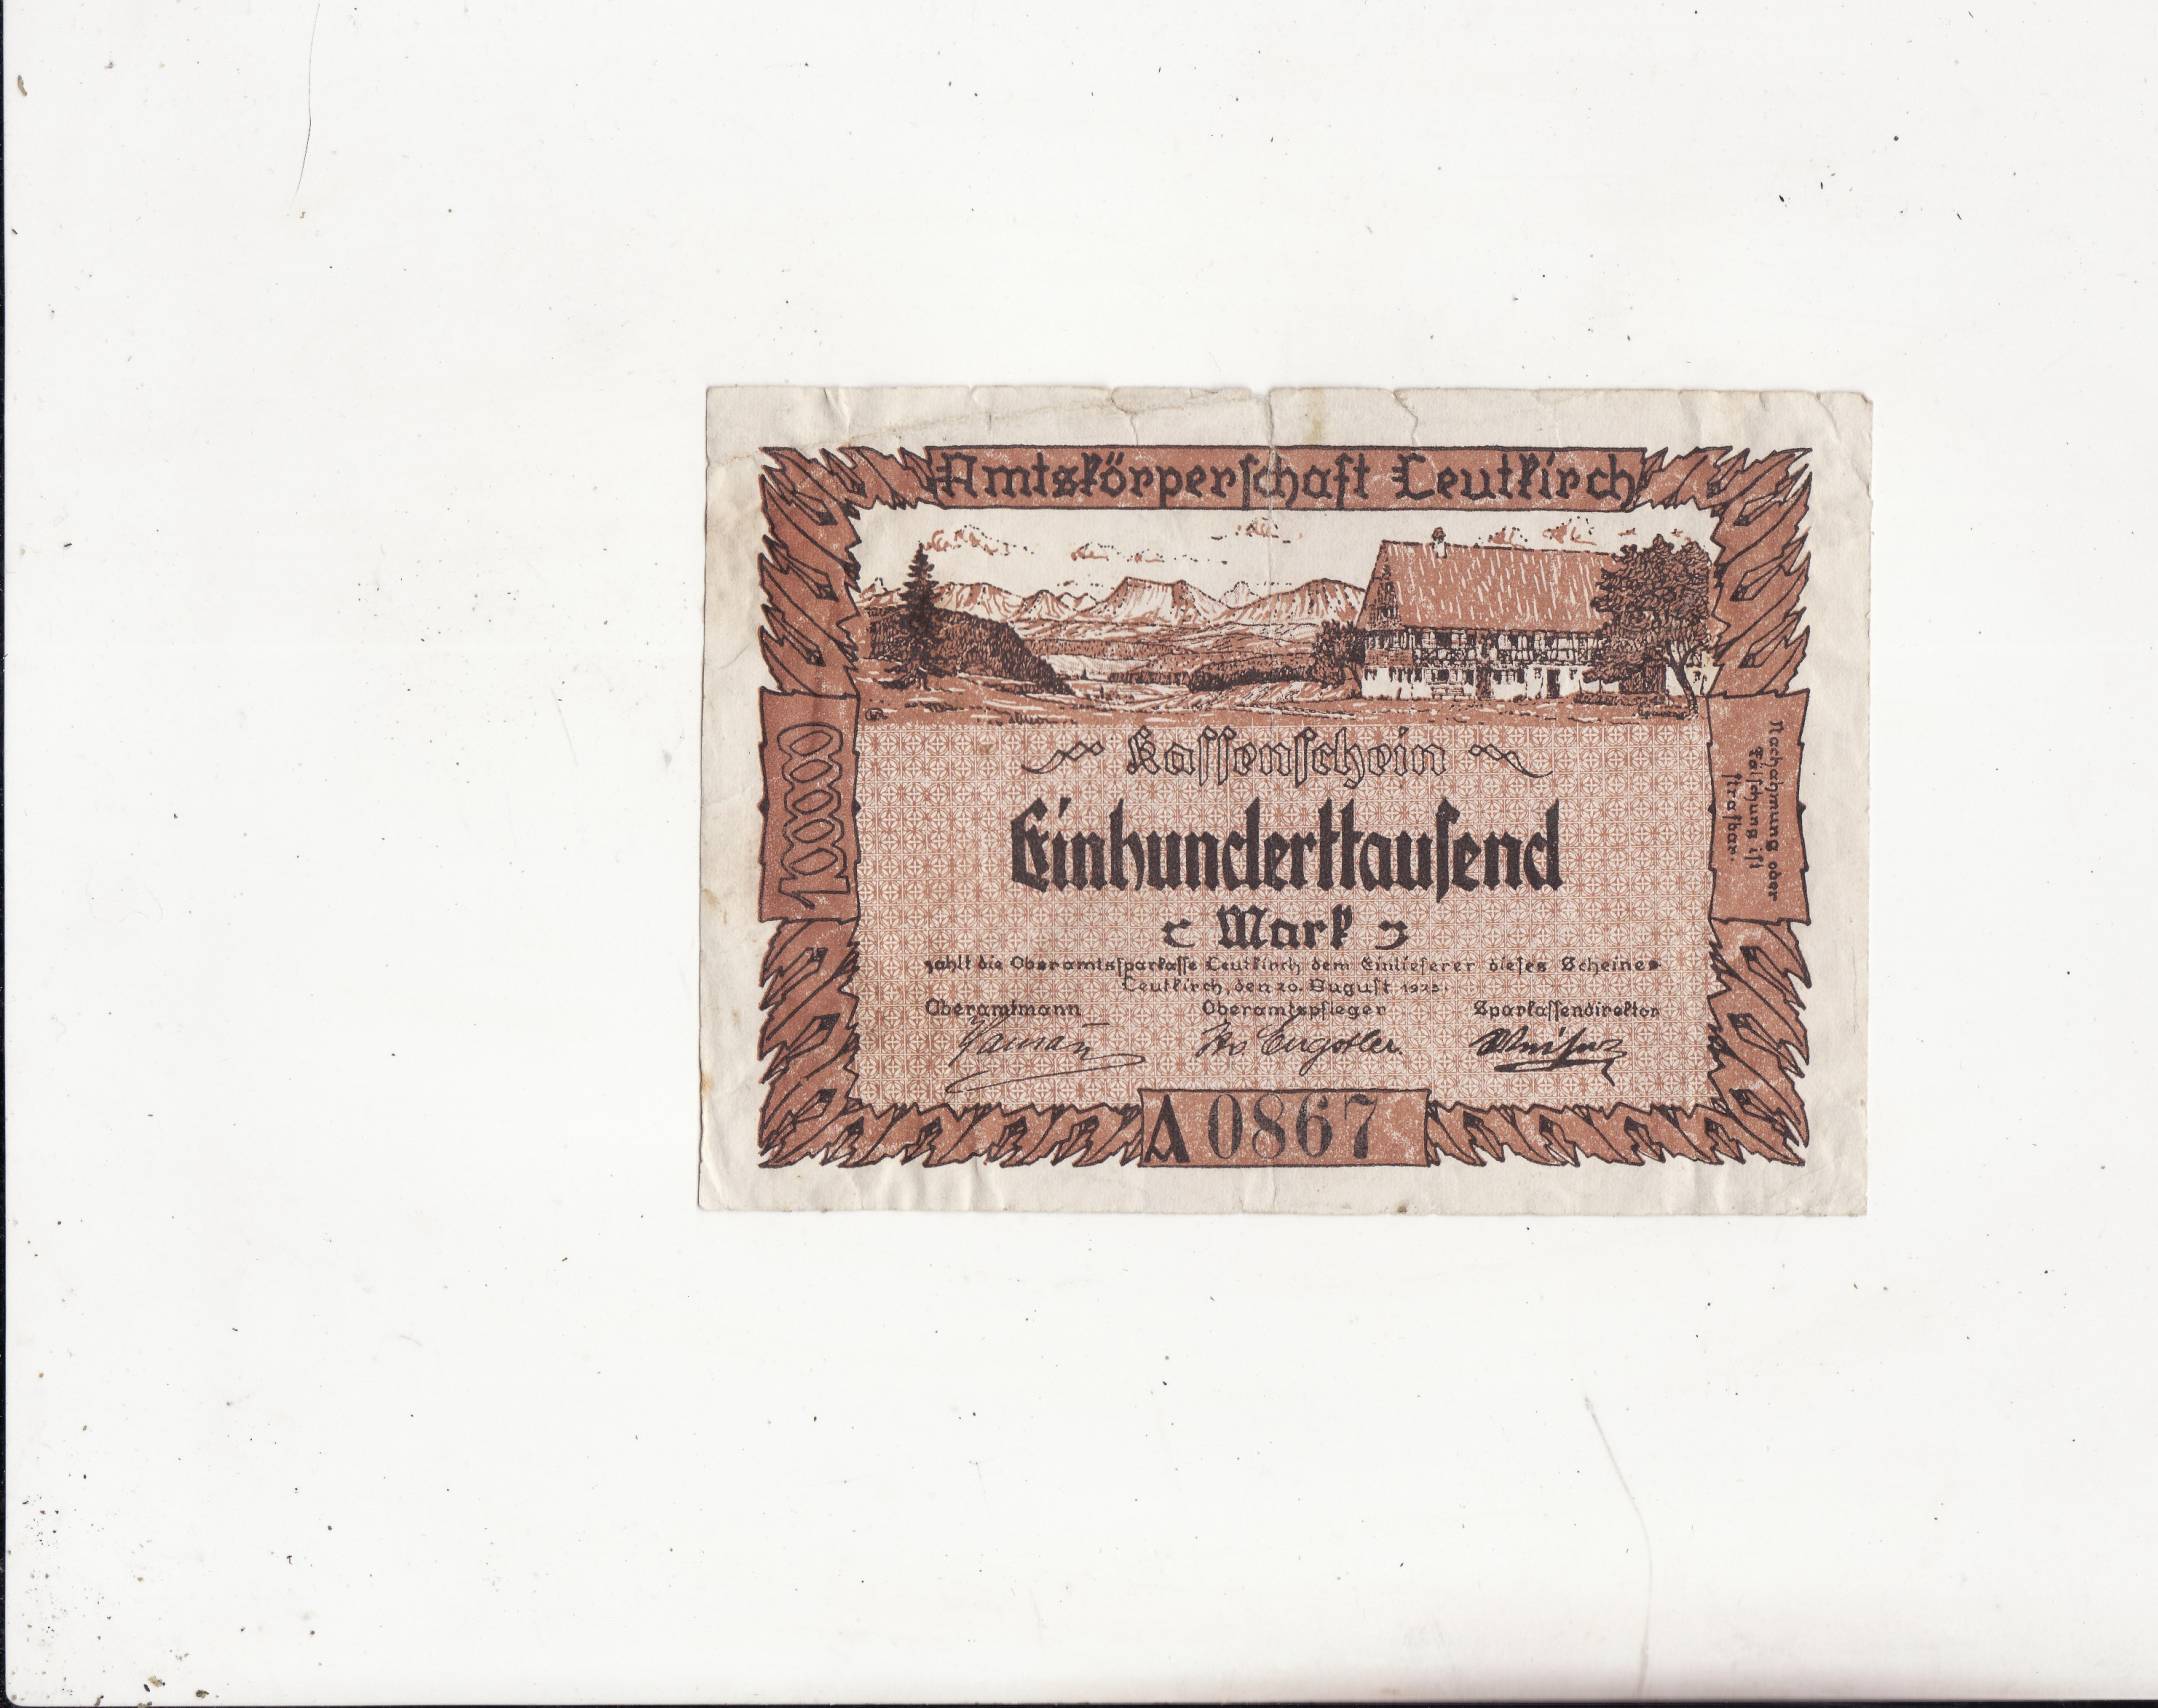 Amtskörperschaft Leutkirch
100000
Kassenschein
Einhunderttausend
Mark
zahlt die Oberamtssparkasse Leutkirch dem Einlieferer dieses Scheines
Leutkirch, den 20. August 1923.
Oberamtmann Oberamtspfleger Sparkassendirektor
Nachahmung oder
Fälschung ist
strafbar.
A 0867